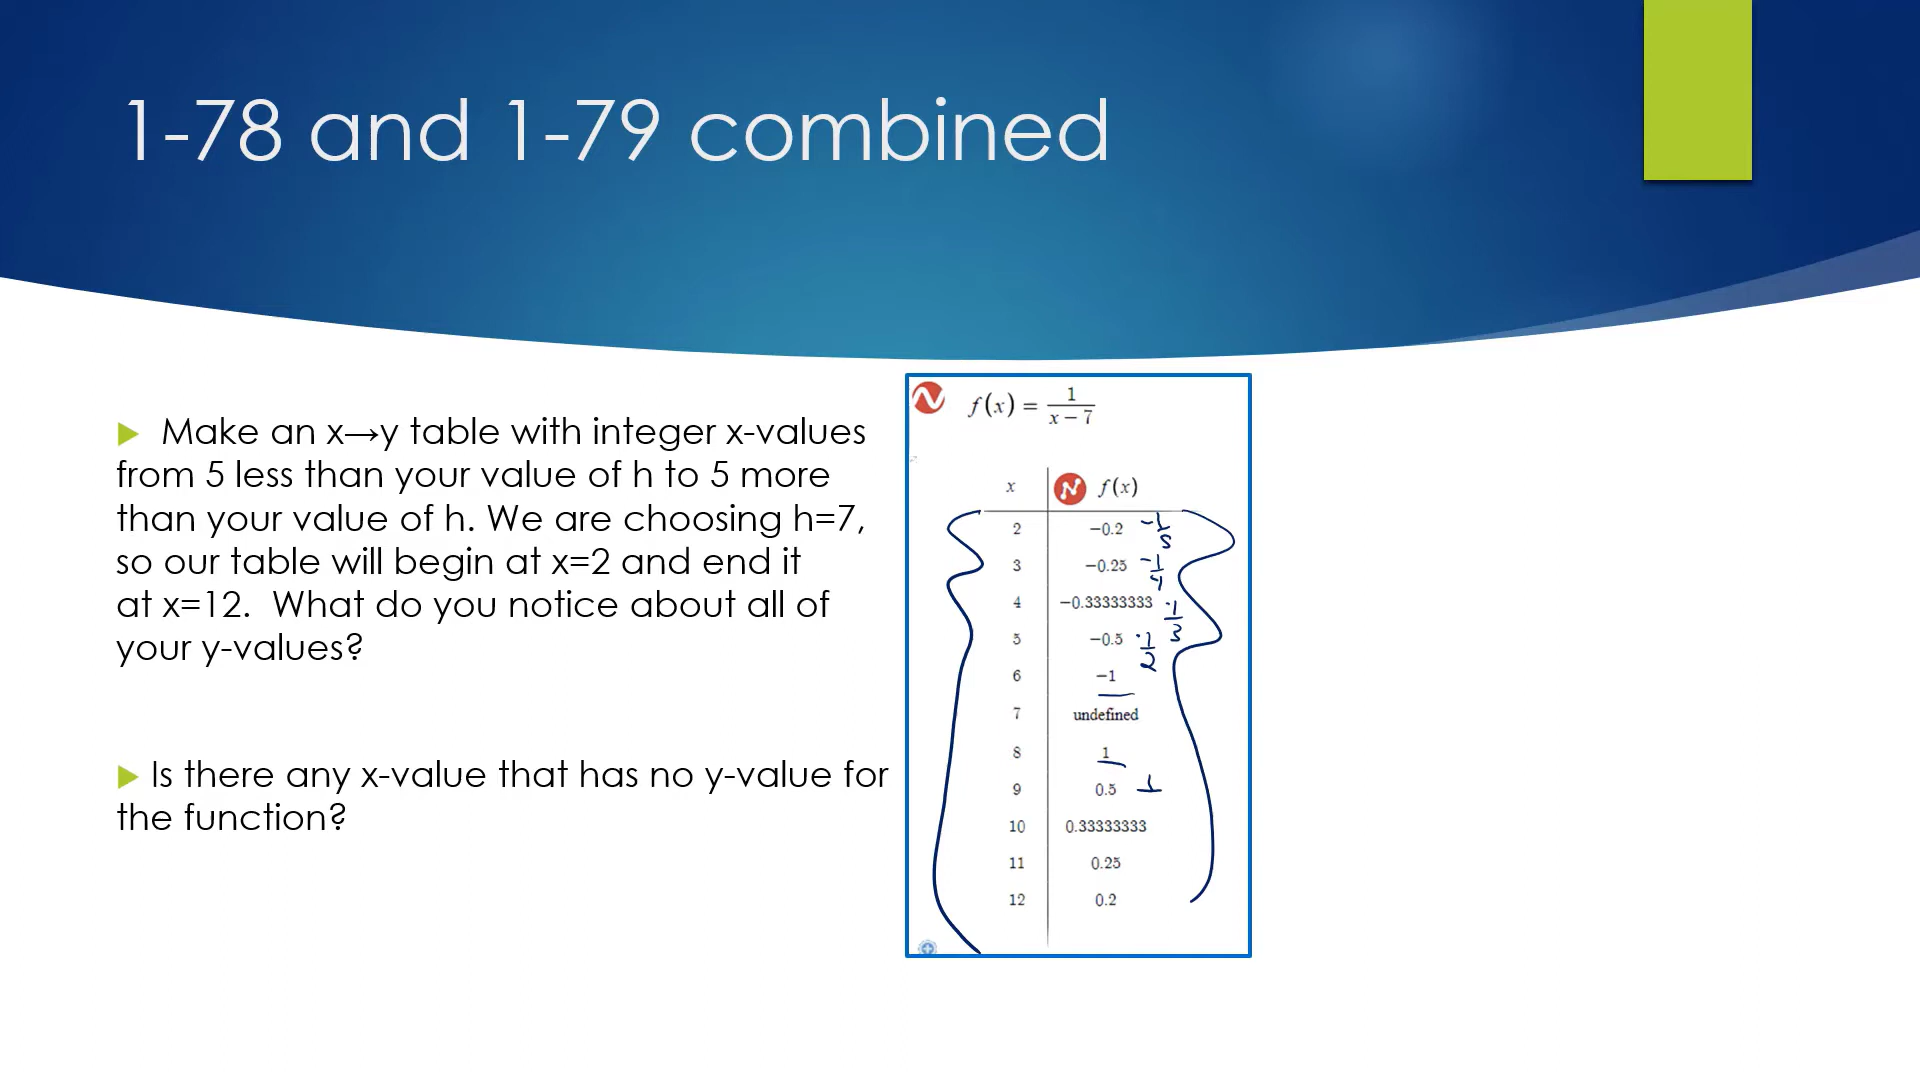 1-78 and 1-79 combined
Make an x→y table with integer x-values
from 5 less than your value of h to 5 more
than your value of h. We are choosing h=7,
so our table will begin at x=2 and end it
at x=12.  What do you notice about all of
your y-values?
Is there any x-value that has no y-value for
the function?
f(x) = 1/(x − 7)
x f(x)
2 −0.2 -1/5
3 −0.25 -1/4
4 −0.33333333 -1/3
5 −0.5 -1/2
6 −1
7 undefined
8 1
9 0.5 1
10 0.33333333
11 0.25
12 0.2